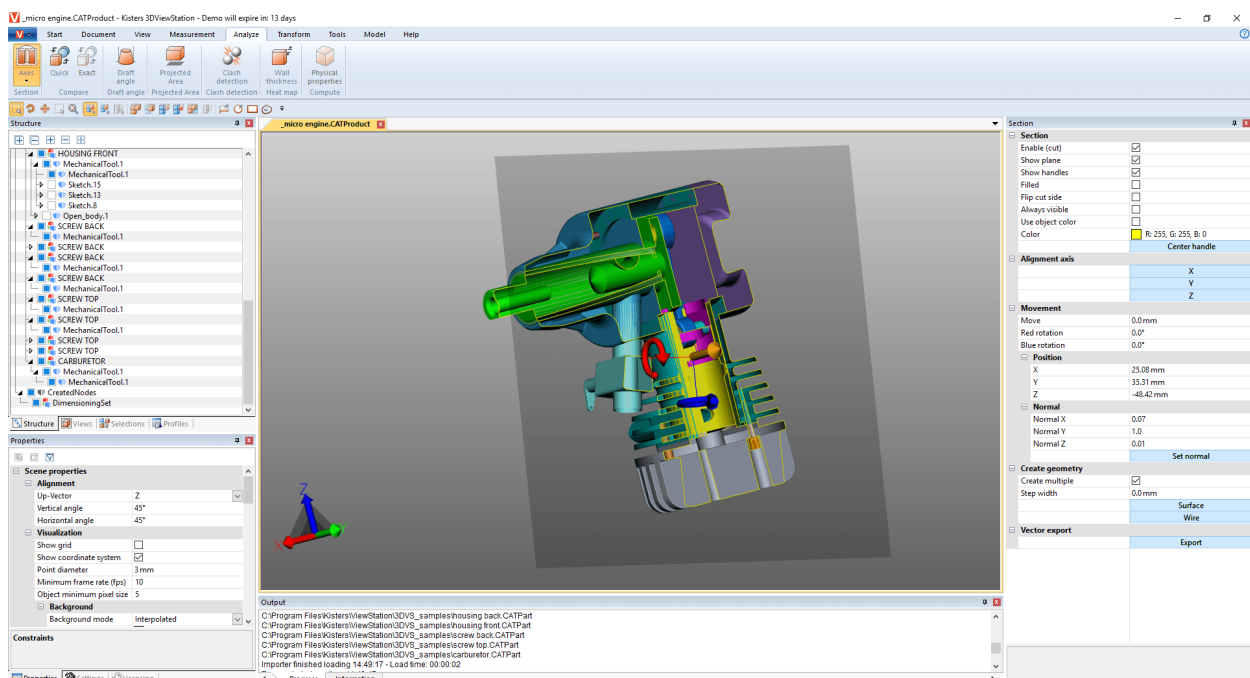 _micro engine.CATProduct - Kisters 3DViewStation - Demo will expire in: 13 days
Start Document View Measurement Analyze Transform Tools Model Help
Axes Quick Exact Draft angle Projected Area Clash detection Wall thickness Physical properties
Section Compare Draft angle Projected Area Clash detection Heat map Compute
Structure
HOUSING FRONT
MechanicalTool.1
MechanicalTool.1
Sketch.15
Sketch.13
Sketch.8
Open_body.1
SCREW BACK
MechanicalTool.1
SCREW BACK
SCREW BACK
MechanicalTool.1
SCREW BACK
MechanicalTool.1
SCREW TOP
MechanicalTool.1
SCREW TOP
MechanicalTool.1
SCREW TOP
SCREW TOP
CARBURETOR
MechanicalTool.1
MechanicalTool.1
CreatedNodes
DimensioningSet
Structure Views Selections Profiles
Properties
Scene properties
Alignment
Up-Vector Z
Vertical angle 45°
Horizontal angle 45°
Visualization
Show grid
Show coordinate system
Point diameter 3 mm
Minimum frame rate (fps) 10
Object minimum pixel size 5
Background
Background mode Interpolated
Constraints
Properties Settings Licensing
_micro engine.CATProduct
Z
X
Output
C:\Program Files\Kisters\ViewStation\3DVS_samples\housing back.CATPart
C:\Program Files\Kisters\ViewStation\3DVS_samples\housing front.CATPart
C:\Program Files\Kisters\ViewStation\3DVS_samples\screw back.CATPart
C:\Program Files\Kisters\ViewStation\3DVS_samples\screw top.CATPart
C:\Program Files\Kisters\ViewStation\3DVS_samples\carburetor.CATPart
Importer finished loading 14:49:17 - Load time: 00:00:02
Progress Information
Section
Section
Enable (cut)
Show plane
Show handles
Filled
Flip cut side
Always visible
Use object color
Color R: 255, G: 255, B: 0
Center handle
Alignment axis
X
Y
Z
Movement
Move 0.0 mm
Red rotation 0.0°
Blue rotation 0.0°
Position
X 25.08 mm
Y 35.31 mm
Z -48.42 mm
Normal
Normal X 0.07
Normal Y 1.0
Normal Z 0.01
Set normal
Create geometry
Create multiple
Step width 0.0 mm
Surface
Wire
Vector export
Export